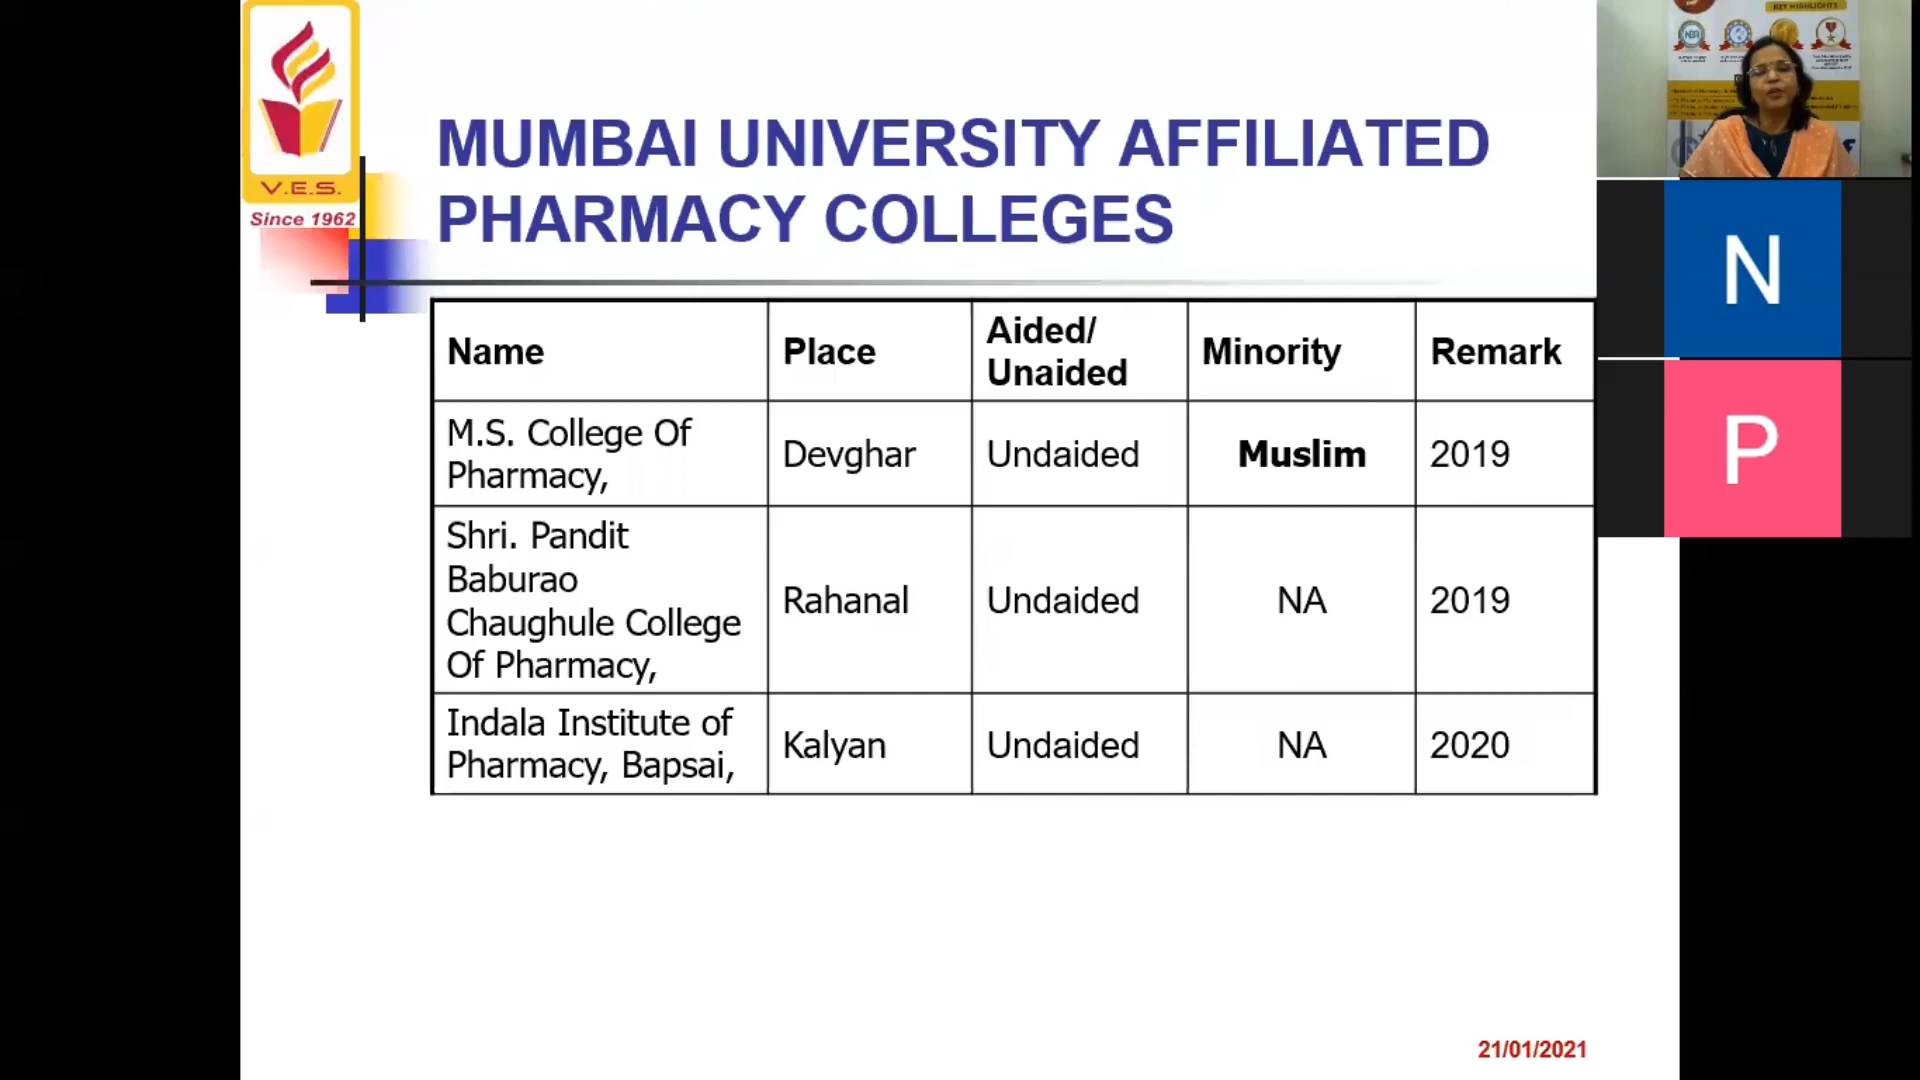 V.E.S.
Since 1962
MUMBAI UNIVERSITY AFFILIATED
PHARMACY COLLEGES
Name Place Aided/ Unaided Minority Remark
M.S. College Of
Pharmacy,
Devghar Undaided Muslim 2019
Shri. Pandit
Baburao
Chaughule College
Of Pharmacy,
Rahanal Undaided NA 2019
Indala Institute of
Pharmacy, Bapsai,
Kalyan Undaided NA 2020
21/01/2021
KEY HIGHLIGHTS
N
P